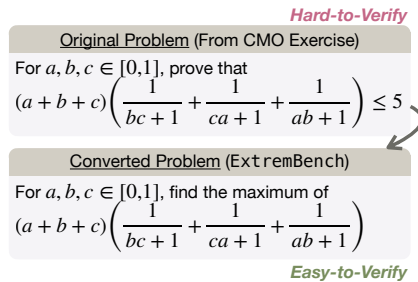 Hard-to-Verify
Original Problem (From CMO Exercise)
For a, b, c ∈ [0,1], prove that
(a + b + c)(1/(bc + 1) + 1/(ca + 1) + 1/(ab + 1)) ≤ 5
Converted Problem (ExtremBench)
For a, b, c ∈ [0,1], find the maximum of
(a + b + c)(1/(bc + 1) + 1/(ca + 1) + 1/(ab + 1))
Easy-to-Verify